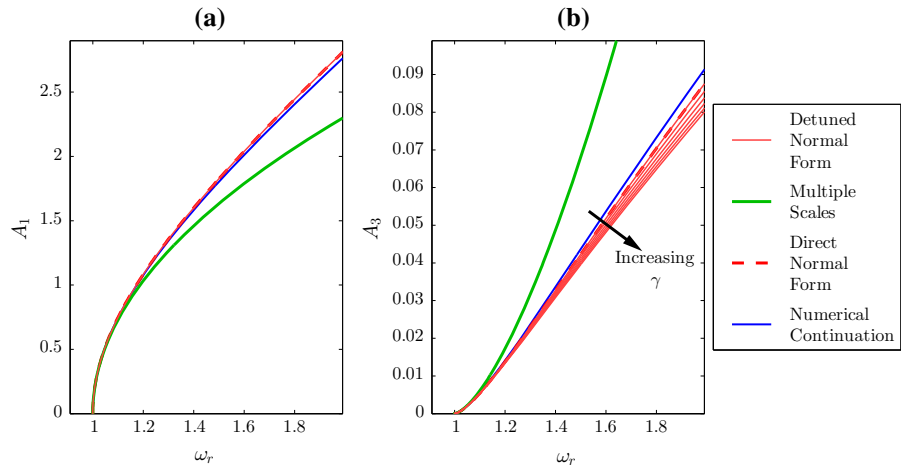 (a)
A1
2.5
2
1.5
1
0.5
0
1
1.2
1.4
1.6
1.8
ωr
(b)
A3
0.09
0.08
0.07
0.06
0.05
0.04
0.03
0.02
0.01
0
1
1.2
1.4
1.6
1.8
ωr
Increasing
γ
Detuned
Normal
Form
Multiple
Scales
Direct
Normal
Form
Numerical
Continuation